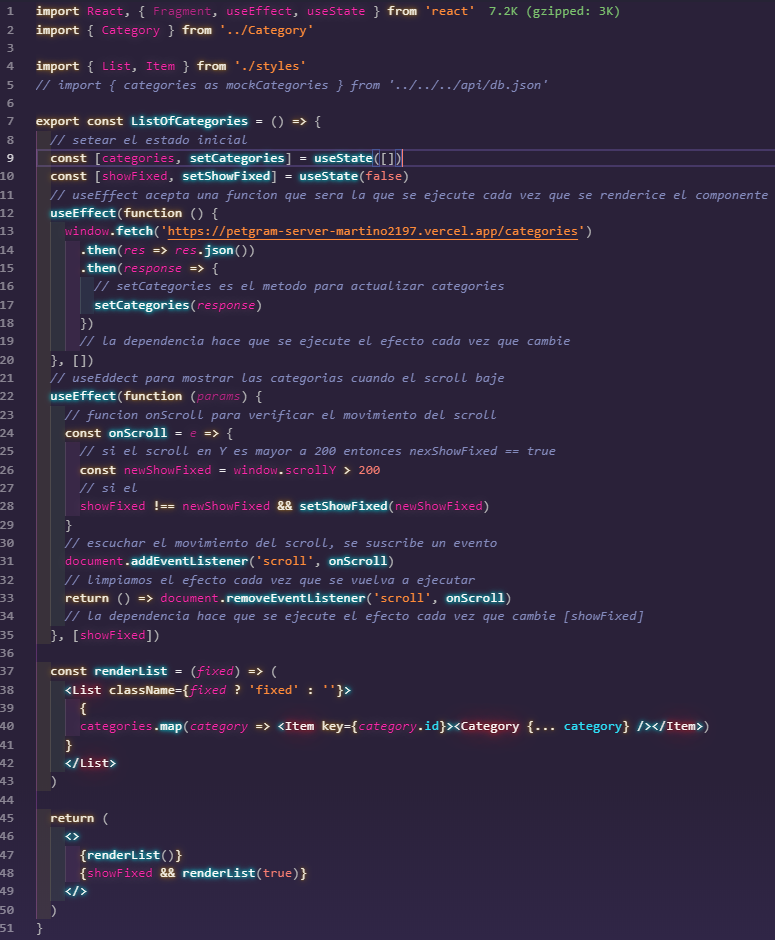 1 import React, { Fragment, useEffect, useState } from 'react' 7.2K (gzipped: 3K)
2 import { Category } from '../Category'
3
4 import { List, Item } from './styles'
5 // import { categories as mockCategories } from '../../../api/db.json'
6
7 export const ListOfCategories = () => {
8 // setear el estado inicial
9 const [categories, setCategories] = useState([])
10 const [showFixed, setShowFixed] = useState(false)
11 // useEffect acepta una funcion que sera la que se ejecute cada vez que se renderice el componente
12 useEffect(function () {
13 window.fetch('https://petgram-server-martino2197.vercel.app/categories')
14 .then(res => res.json())
15 .then(response => {
16 // setCategories es el metodo para actualizar categories
17 setCategories(response)
18 })
19 // la dependencia hace que se ejecute el efecto cada vez que cambie
20 }, [])
21 // useEddect para mostrar las categorias cuando el scroll baje
22 useEffect(function (params) {
23 // funcion onScroll para verificar el movimiento del scroll
24 const onScroll = e => {
25 // si el scroll en Y es mayor a 200 entonces nexShowFixed == true
26 const newShowFixed = window.scrollY > 200
27 // si el
28 showFixed !== newShowFixed && setShowFixed(newShowFixed)
29 }
30 // escuchar el movimiento del scroll, se suscribe un evento
31 document.addEventListener('scroll', onScroll)
32 // limpiamos el efecto cada vez que se vuelva a ejecutar
33 return () => document.removeEventListener('scroll', onScroll)
34 // la dependencia hace que se ejecute el efecto cada vez que cambie [showFixed]
35 }, [showFixed])
36
37 const renderList = (fixed) => (
38 <List className={fixed ? 'fixed' : ''}>
39 {
40 categories.map(category => <Item key={category.id}><Category {... category} /></Item>)
41 }
42 </List>
43 )
44
45 return (
46 <>
47 {renderList()}
48 {showFixed && renderList(true)}
49 </>
50 )
51 }